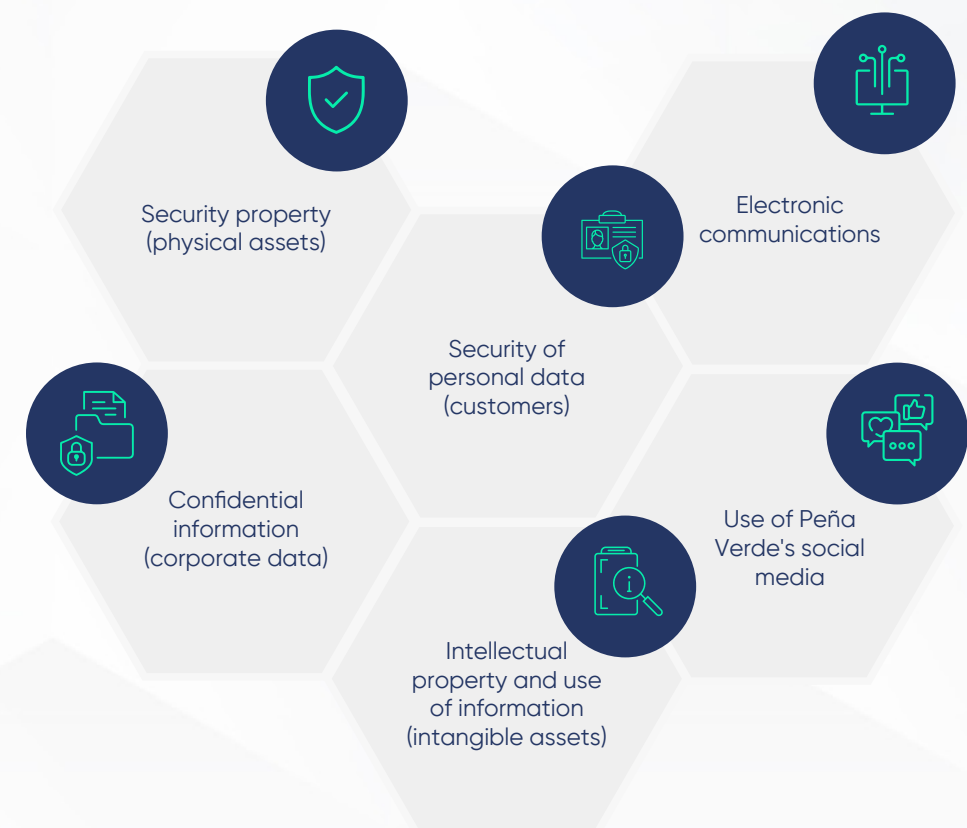 Security property
(physical assets)
Electronic
communications
Security of
personal data
(customers)
Confidential
information
(corporate data)
Use of Peña
Verde's social
media
Intellectual
property and use
of information
(intangible assets)